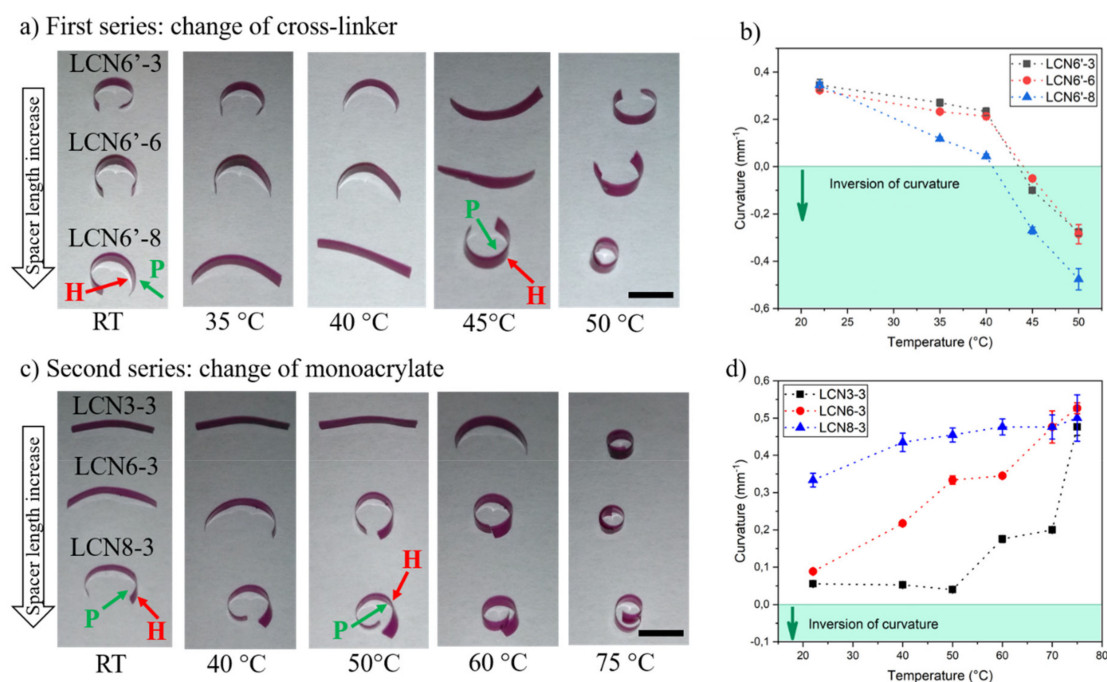 a) First series: change of cross-linker
Spacer length increase
LCN6'-3
LCN6'-6
LCN6'-8
H
P
P
H
RT
35 °C
40 °C
45°C
50 °C
b)
Curvature (mm⁻¹)
0,4
0,2
0,0
-0,2
-0,4
-0,6
LCN6'-3
LCN6'-6
LCN6'-8
Inversion of curvature
20 25 30 35 40 45 50
Temperature (°C)
c) Second series: change of monoacrylate
Spacer length increase
LCN3-3
LCN6-3
LCN8-3
P
H
H
P
RT
40 °C
50°C
60 °C
75 °C
d)
Curvature (mm⁻¹)
0,6
0,5
0,4
0,3
0,2
0,1
0,0
-0,1
LCN3-3
LCN6-3
LCN8-3
Inversion of curvature
20 30 40 50 60 70 80
Temperature (°C)